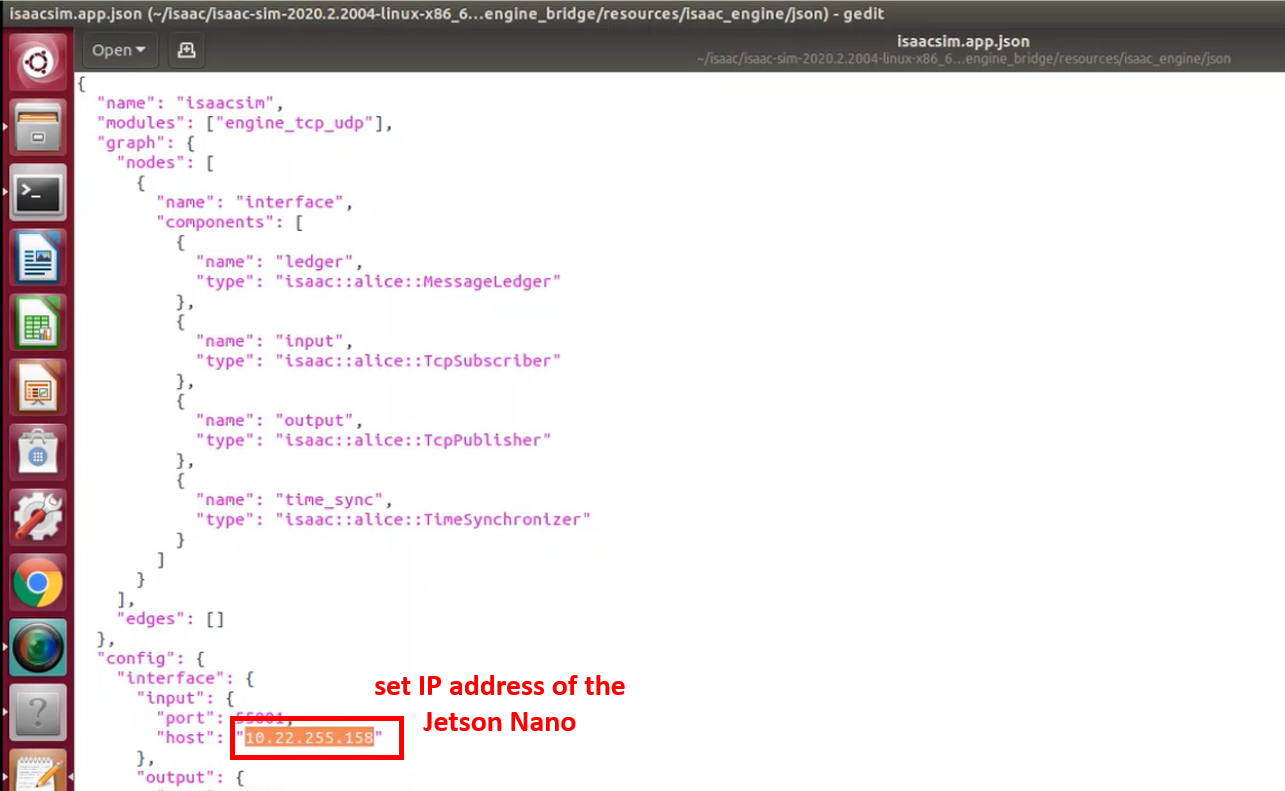 isaacsim.app.json (~/isaac/isaac-sim-2020.2.2004-linux-x86_6...engine_bridge/resources/isaac_engine/json) - gedit
Open
isaacsim.app.json
~/isaac/isaac-sim-2020.2.2004-linux-x86_6...engine_bridge/resources/isaac_engine/json
{
"name": "isaacsim",
"modules": ["engine_tcp_udp"],
"graph": {
"nodes": [
{
"name": "interface",
"components": [
{
"name": "ledger",
"type": "isaac::alice::MessageLedger"
},
{
"name": "input",
"type": "isaac::alice::TcpSubscriber"
},
{
"name": "output",
"type": "isaac::alice::TcpPublisher"
},
{
"name": "time_sync",
"type": "isaac::alice::TimeSynchronizer"
}
]
}
],
"edges": []
},
"config": {
"interface": {
"input": {
"port": 55001,
"host": "10.22.255.158"
},
"output": {
set IP address of the
Jetson Nano